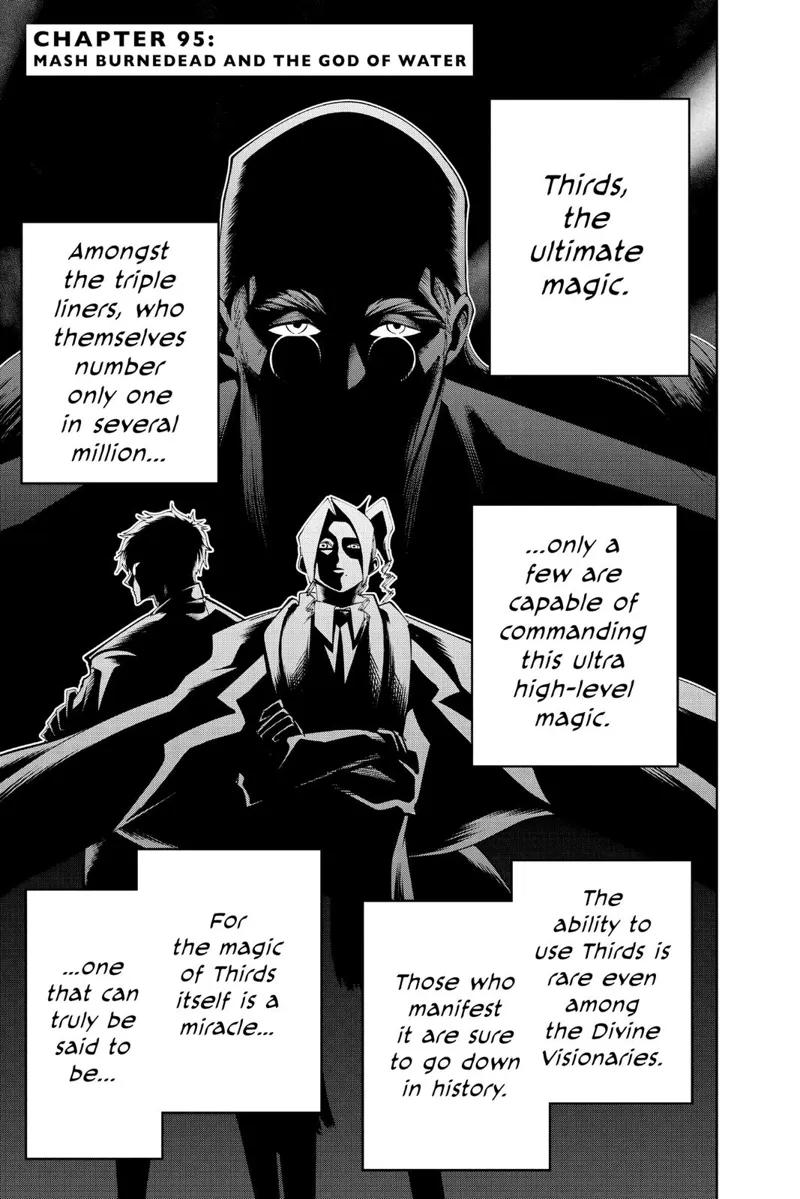 CHAPTER 95:
MASH BURNEDEAD AND THE GOD OF WATER
Thirds,
the
ultimate
magic.
Amongst
the triple
liners, who
themselves
number
only one
in several
million...
...only a
few are
capable of
commanding
this ultra
high-level
magic.
The
ability to
use Thirds is
rare even
among
the Divine
Visionaries.
Those who
manifest
it are sure
to go down
in history.
For
the magic
of Thirds
itself is a
miracle...
...one
that can
truly be
said to
be...